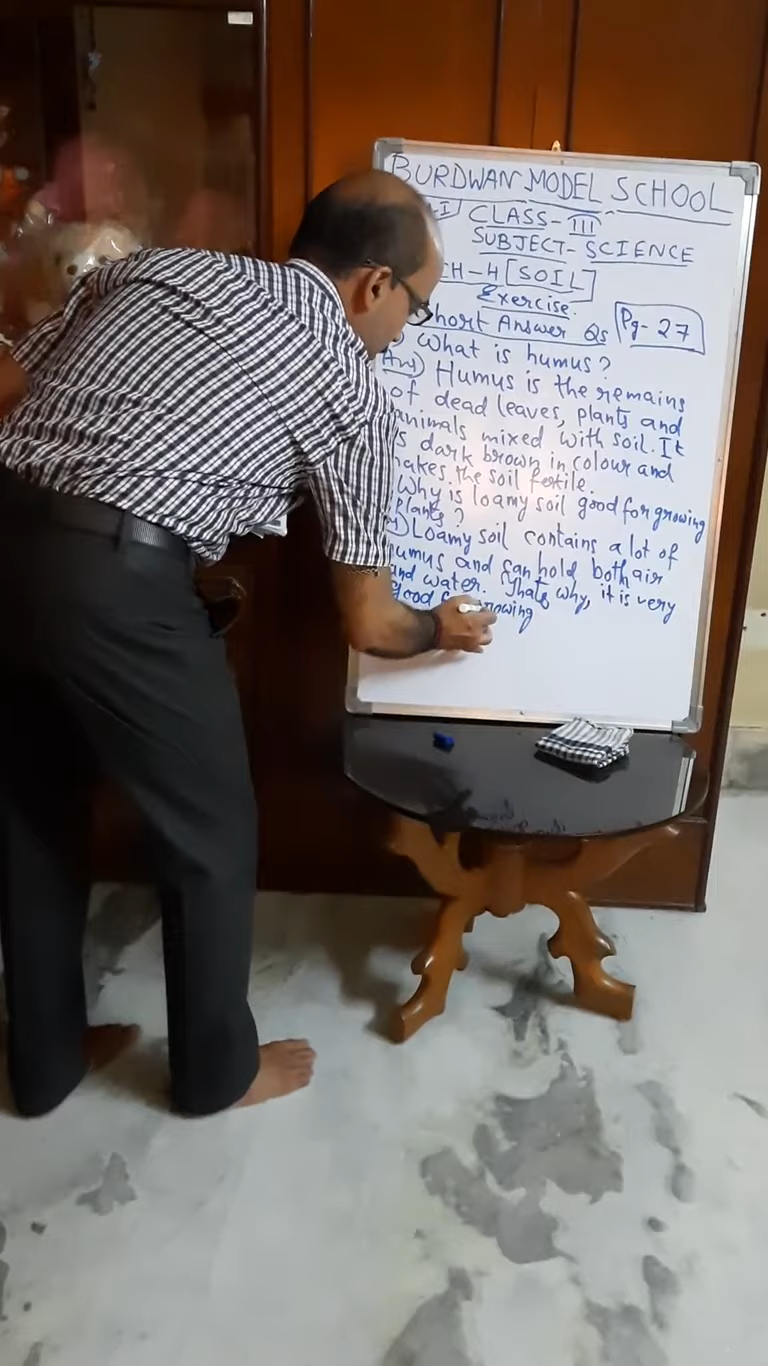 BURDWAN MODEL SCHOOL
CLASS-III
SUBJECT-SCIENCE
CH-4 [SOIL]
Exercise.
Short Answer Qs
Pg-27
What is humus?
Ans) Humus is the remains
of dead leaves, plants and
animals mixed with soil. It
is dark brown in colour and
makes the soil fertile.
Why is loamy soil good for growing
Plants?
Loamy soil contains a lot of
humus and can hold both air
and water. Thats why, it is very
good growing